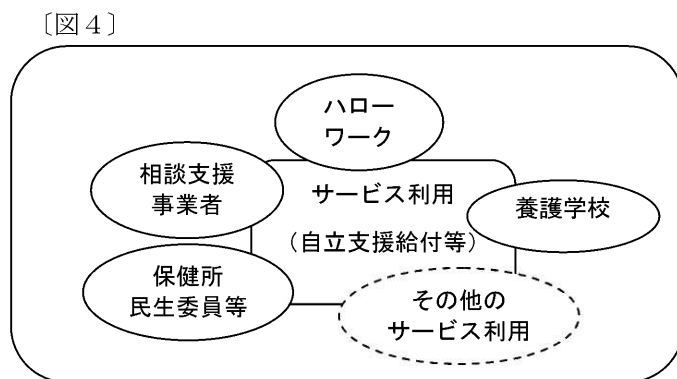 〔図４〕
ハロー
ワーク
相談支援
事業者
サービス利用
（自立支援給付等）
養護学校
保健所
民生委員等
その他の
サービス利用